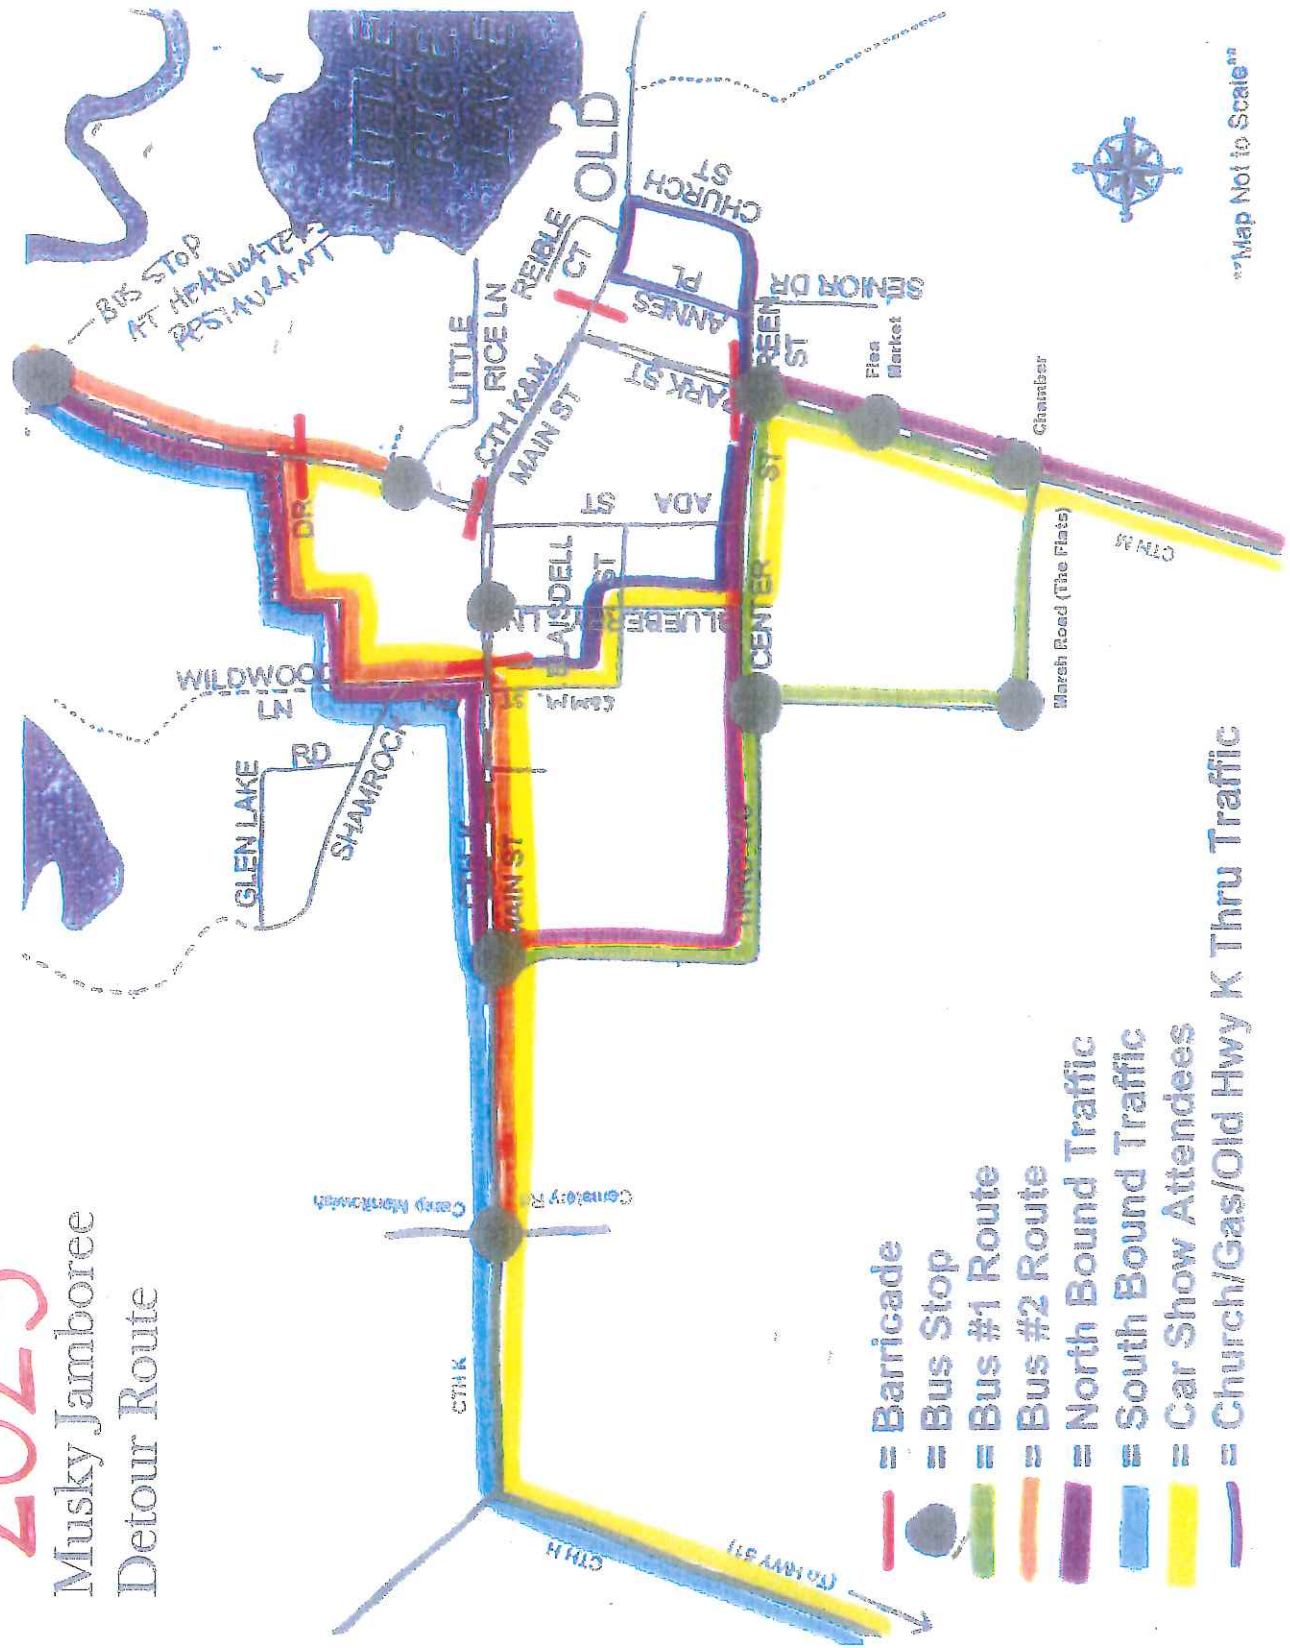 2023
Musky Jamboree
Detour Route
BUS STOP
AT HEADWATERS
RESTAURANT
LITTLE
RICE
LAKE
OLD
REIBLE
CT
CHURCH
ST
ANNES
PL
SENIOR DR
LITTLE
RICE LN
CTH K&M
MAIN ST
PARK ST
GREEN
ST
Flea
Market
Chamber
ADA
ST
BLAISDELL
ST
CENTER
ST
DR
WILDWOOD
LN
GLEN LAKE
RD
SHAMROCK
MAIN ST
Marsh Road (The Flats)
CTH M
Camp Manitowish
Cemetery Rd
CTH K
CTH H
(To HWY 51)
***Map Not to Scale***
= Barricade
= Bus Stop
= Bus #1 Route
= Bus #2 Route
= North Bound Traffic
= South Bound Traffic
= Car Show Attendees
= Church/Gas/Old Hwy K Thru Traffic